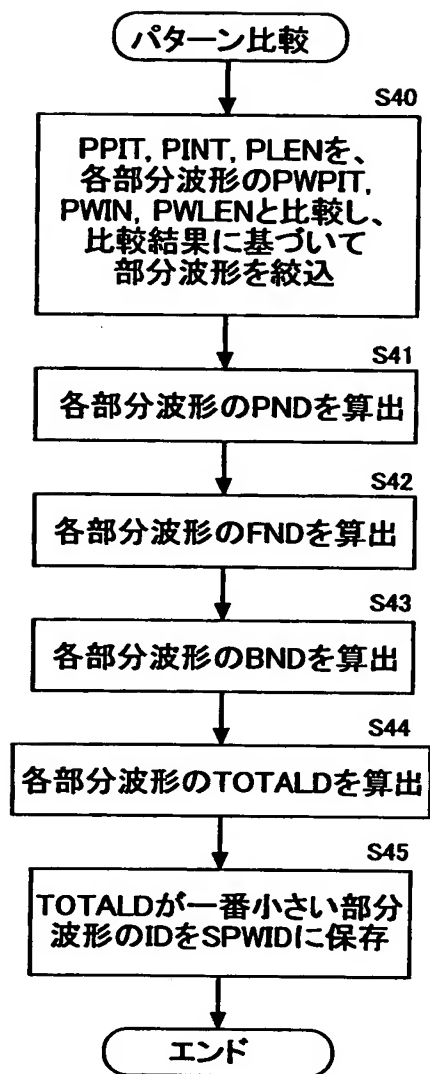 パターン比較
S40
PPIT, PINT, PLENを、
各部分波形のPWPIT,
PWIN, PWLENと比較し、
比較結果に基づいて
部分波形を絞込
S41
各部分波形のPNDを算出
S42
各部分波形のFNDを算出
S43
各部分波形のBNDを算出
S44
各部分波形のTOTALDを算出
S45
TOTALDが一番小さい部分
波形のIDをSPWIDに保存
エンド